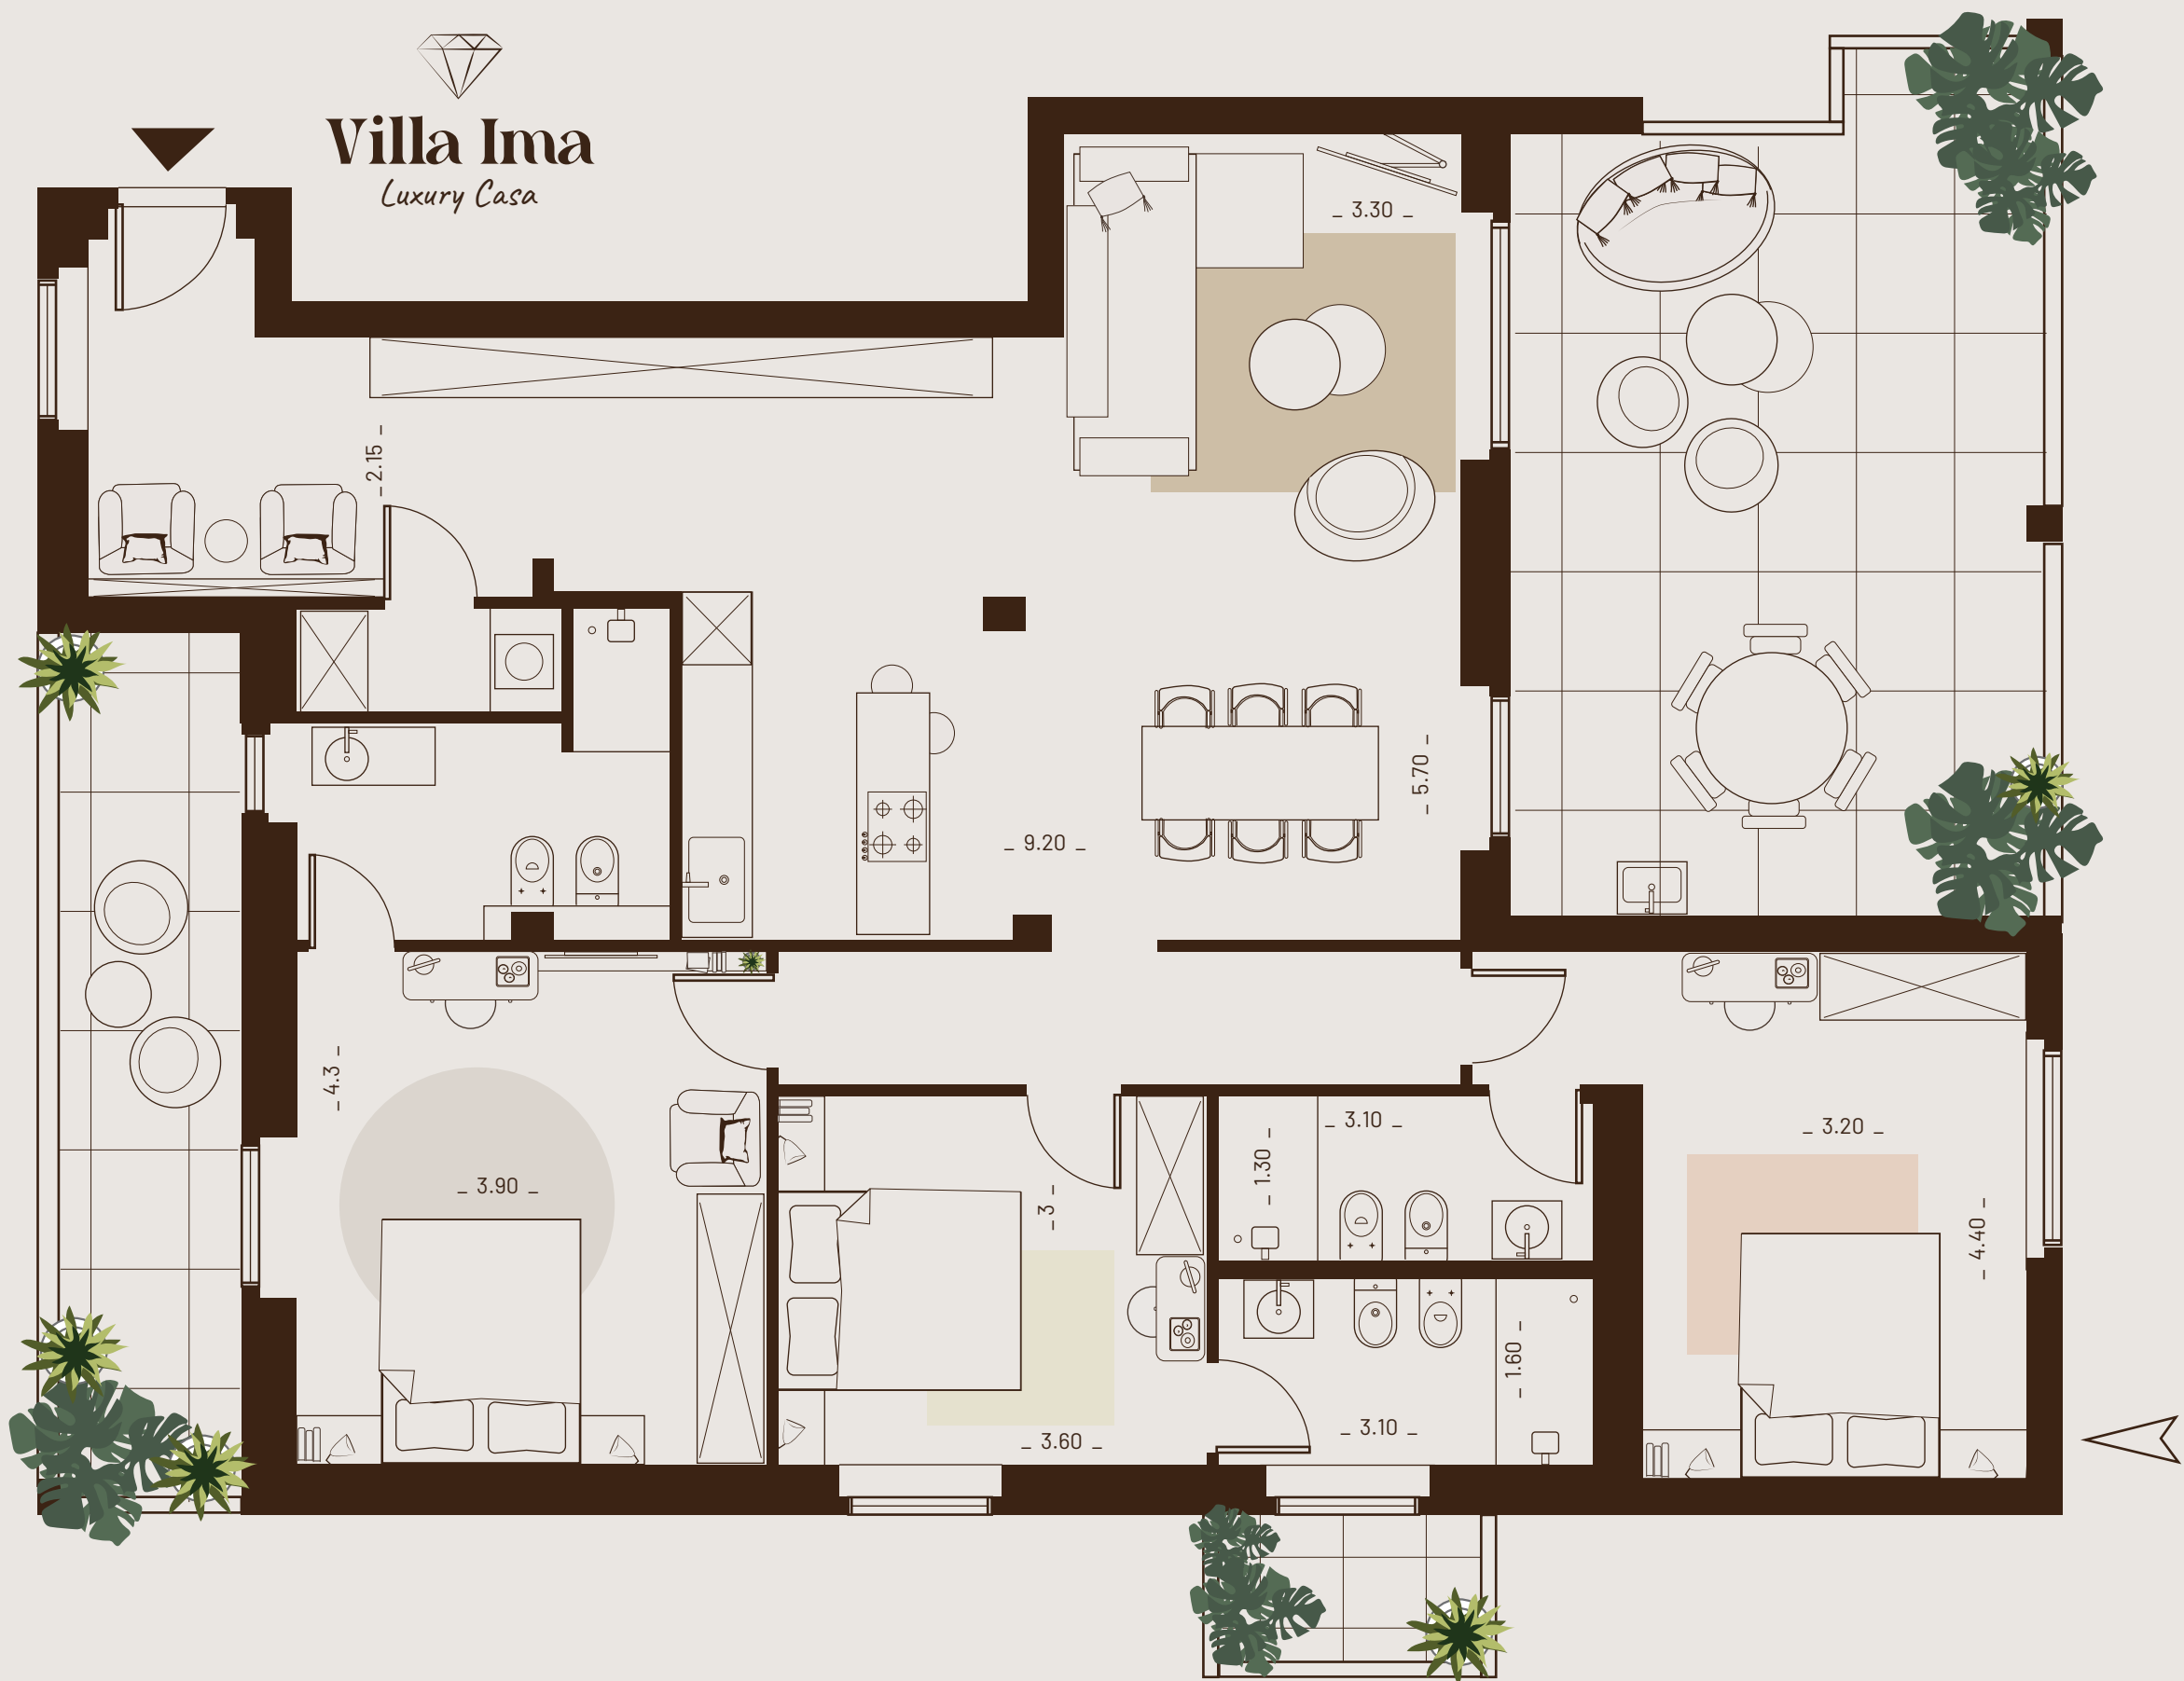 Villa Ima
Luxury Casa
_ 3.30 _
_ 2.15 _
_ 5.70 _
_ 9.20 _
_ 4.3 _
_ 3.90 _
_ 3 _
_ 3.60 _
_ 3.10 _
_ 1.30 _
_ 1.60 _
_ 3.10 _
_ 3.20 _
_ 4.40 _